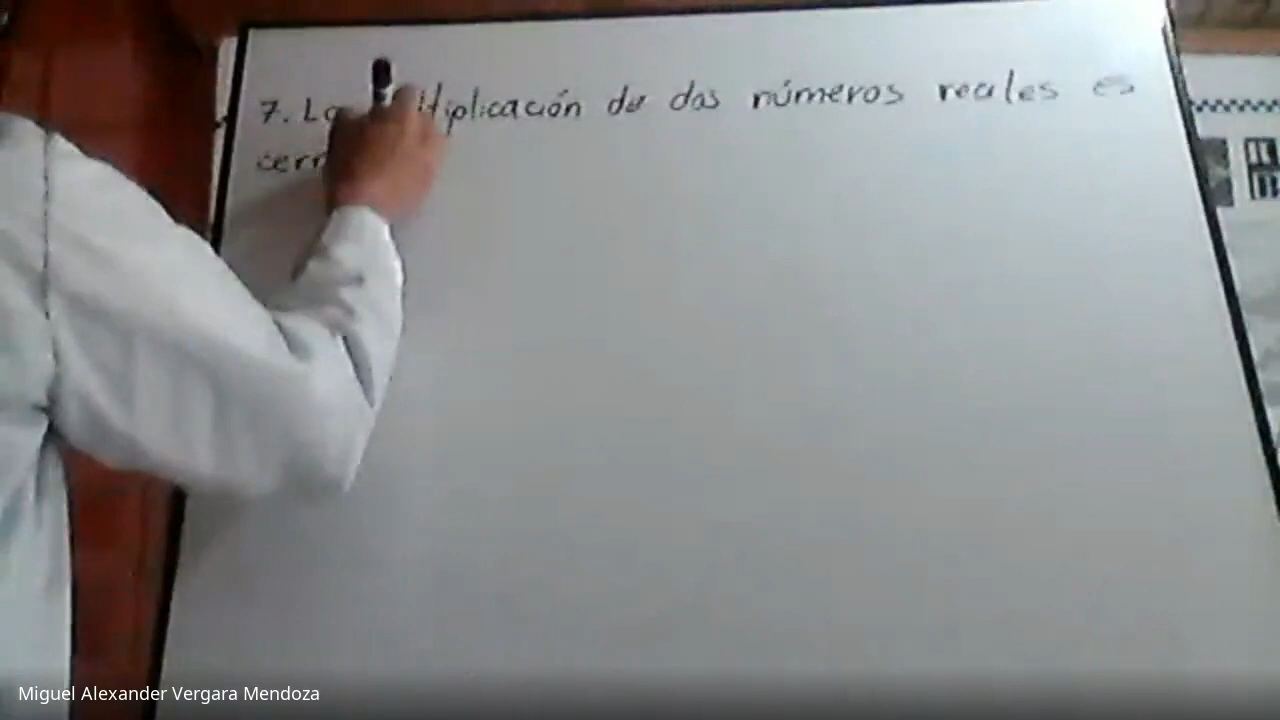 7. La multiplicación de dos números reales es
cerr
Miguel Alexander Vergara Mendoza